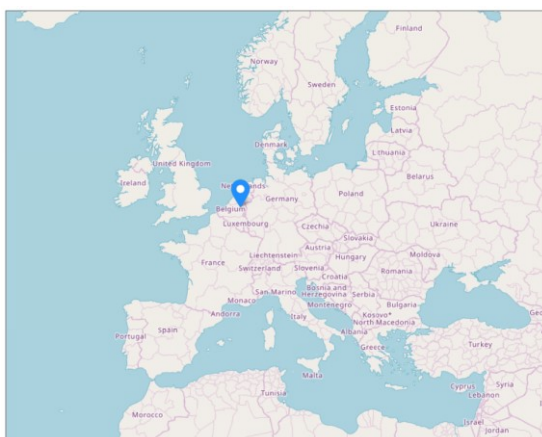 Finland
Norway
Sweden
Estonia
Latvia
Denmark
Lithuania
United Kingdom
Ireland
Belarus
Netherlands
Poland
Germany
Belgium
Luxembourg
Czechia
Ukraine
Slovakia
Austria
Moldova
Liechtenstein
Hungary
France
Switzerland
Slovenia
Romania
Croatia
Bosnia and
Herzegovina
Serbia
San Marino
Monaco
Montenegro
Bulgaria
Andorra
Kosovo*
Italy
North Macedonia
Portugal
Spain
Albania
Greece
Turkey
Malta
Cyprus
Syria
Lebanon
Tunisia
Morocco
Israel
Jordan